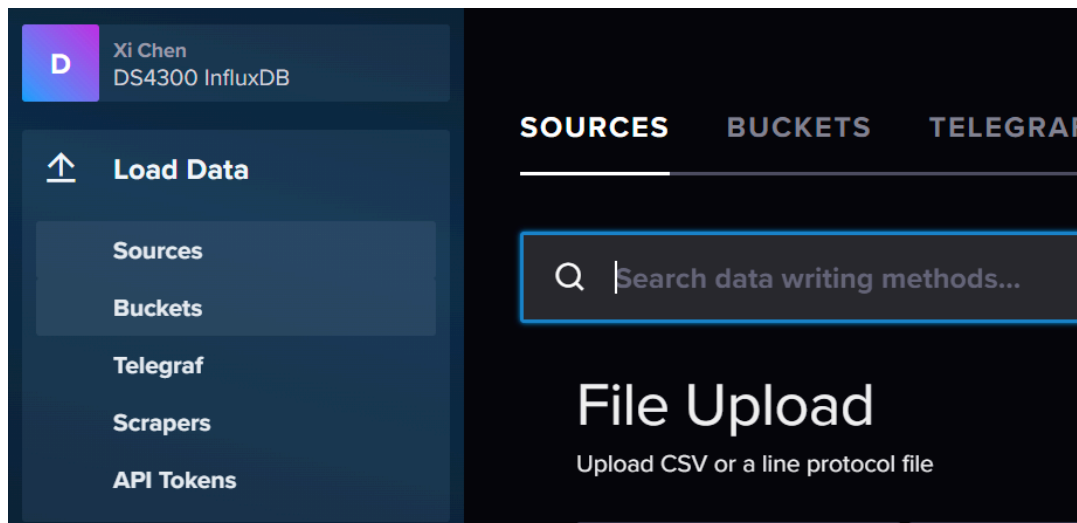 D
Xi Chen
DS4300 InfluxDB
Load Data
Sources
Buckets
Telegraf
Scrapers
API Tokens
SOURCES BUCKETS TELEGRAF
Search data writing methods...
File Upload
Upload CSV or a line protocol file